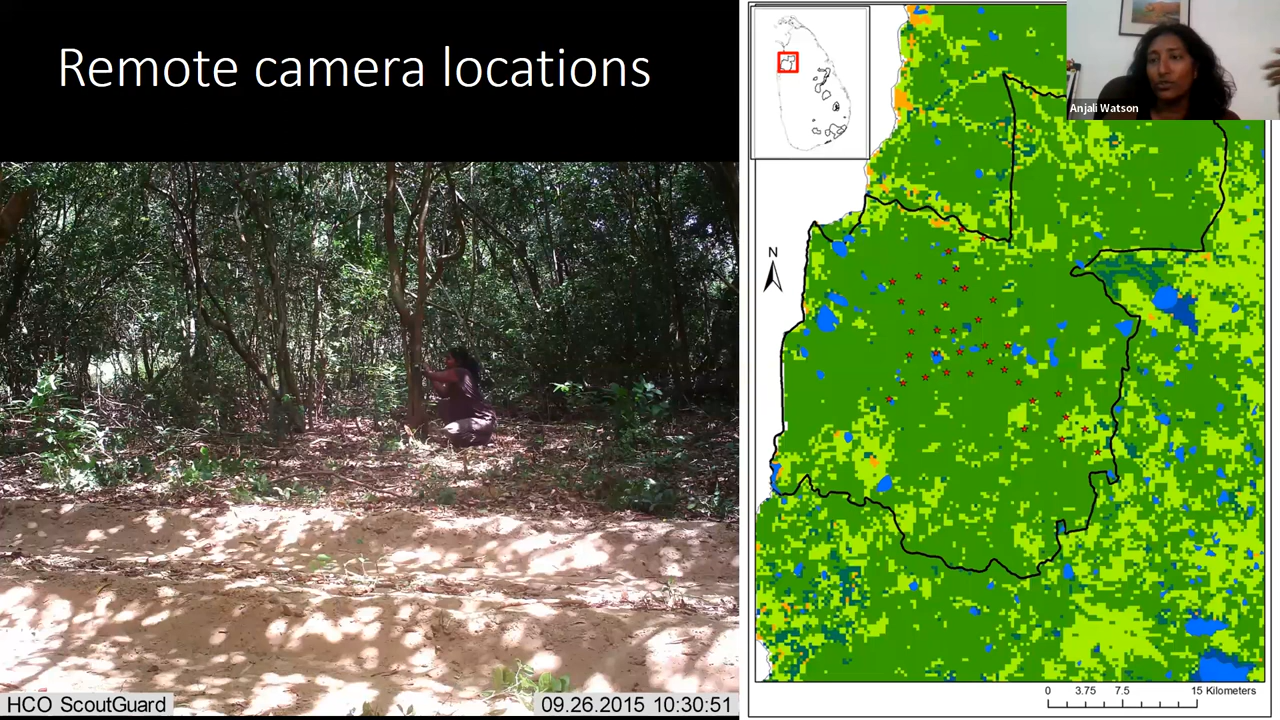 Remote camera locations
HCO ScoutGuard
09.26.2015 10:30:51
Anjali Watson
N
0 3.75 7.5 15 Kilometers